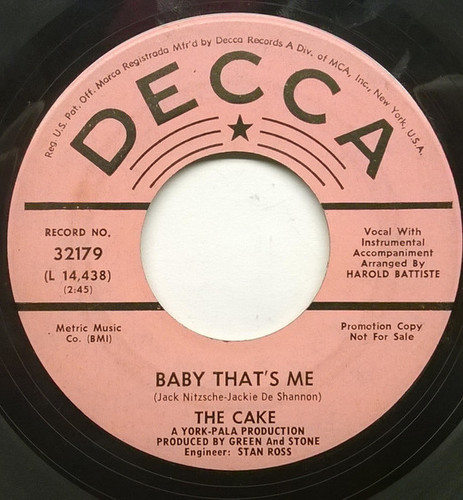 Reg. U.S. Pat. Off. Marca Registrada Mfr'd by Decca Records A Div. of MCA, Inc., New York, U.S.A.
DECCA
RECORD NO.
32179
(L 14,438)
(2:45)
Vocal With
Instrumental
Accompaniment
Arranged By
HAROLD BATTISTE
Metric Music
Co. (BMI)
Promotion Copy
Not For Sale
BABY THAT'S ME
(Jack Nitzsche-Jackie De Shannon)
THE CAKE
A YORK-PALA PRODUCTION
PRODUCED BY GREEN And STONE
Engineer: STAN ROSS